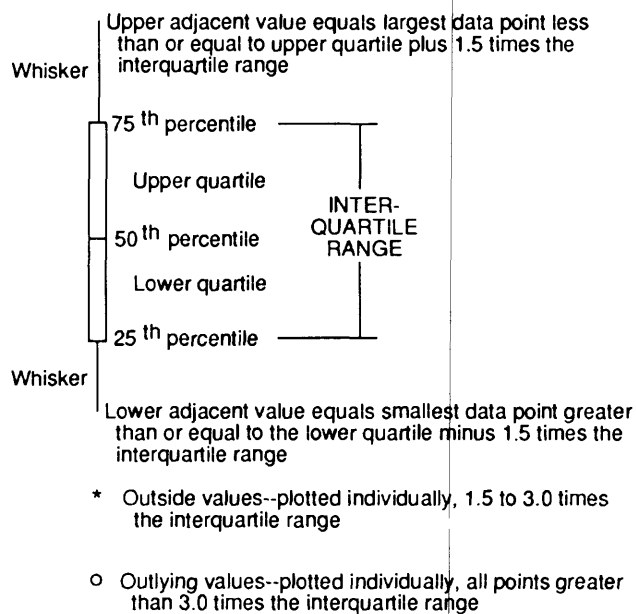 Upper adjacent value equals largest data point less
than or equal to upper quartile plus 1.5 times the
interquartile range
Whisker
75 th percentile
Upper quartile
INTER-
QUARTILE
RANGE
50 th percentile
Lower quartile
25 th percentile
Whisker
Lower adjacent value equals smallest data point greater
than or equal to the lower quartile minus 1.5 times the
interquartile range
* Outside values--plotted individually, 1.5 to 3.0 times
the interquartile range
o Outlying values--plotted individually, all points greater
than 3.0 times the interquartile range